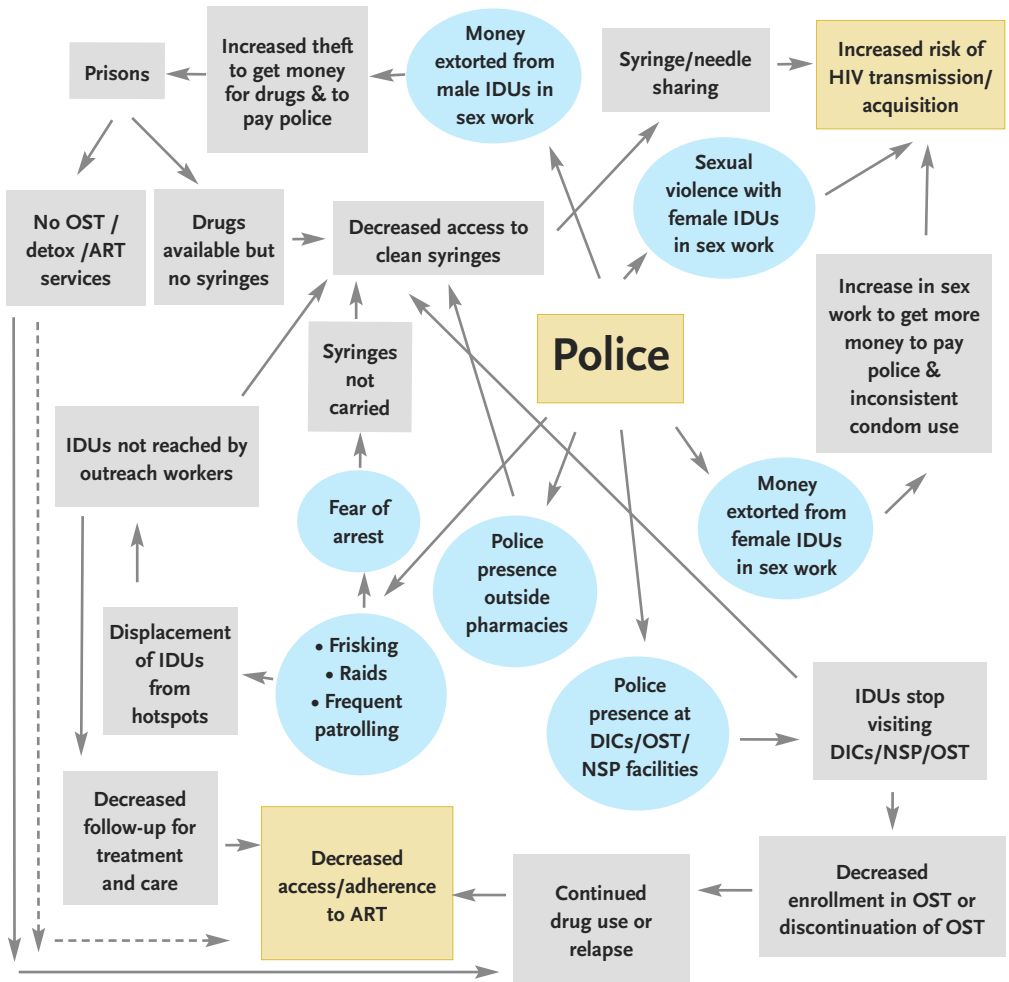 Prisons
Increased theft
to get money
for drugs & to
pay police
Money
extorted from
male IDUs in
sex work
Syringe/needle
sharing
Increased risk of
HIV transmission/
acquisition
Sexual
violence with
female IDUs
in sex work
No OST /
detox /ART
services
Drugs
available but
no syringes
Decreased access to
clean syringes
Increase in sex
work to get more
money to pay
police &
inconsistent
condom use
Police
Syringes
not
carried
IDUs not reached by
outreach workers
Fear of
arrest
Money
extorted from
female IDUs
in sex work
Police
presence
outside
pharmacies
Displacement
of IDUs
from
hotspots
• Frisking
• Raids
• Frequent
patrolling
Police
presence at
DICs/OST/
NSP facilities
IDUs stop
visiting
DICs/NSP/OST
Decreased
follow-up for
treatment
and care
Decreased
access/adherence
to ART
Continued
drug use or
relapse
Decreased
enrollment in OST or
discontinuation of OST